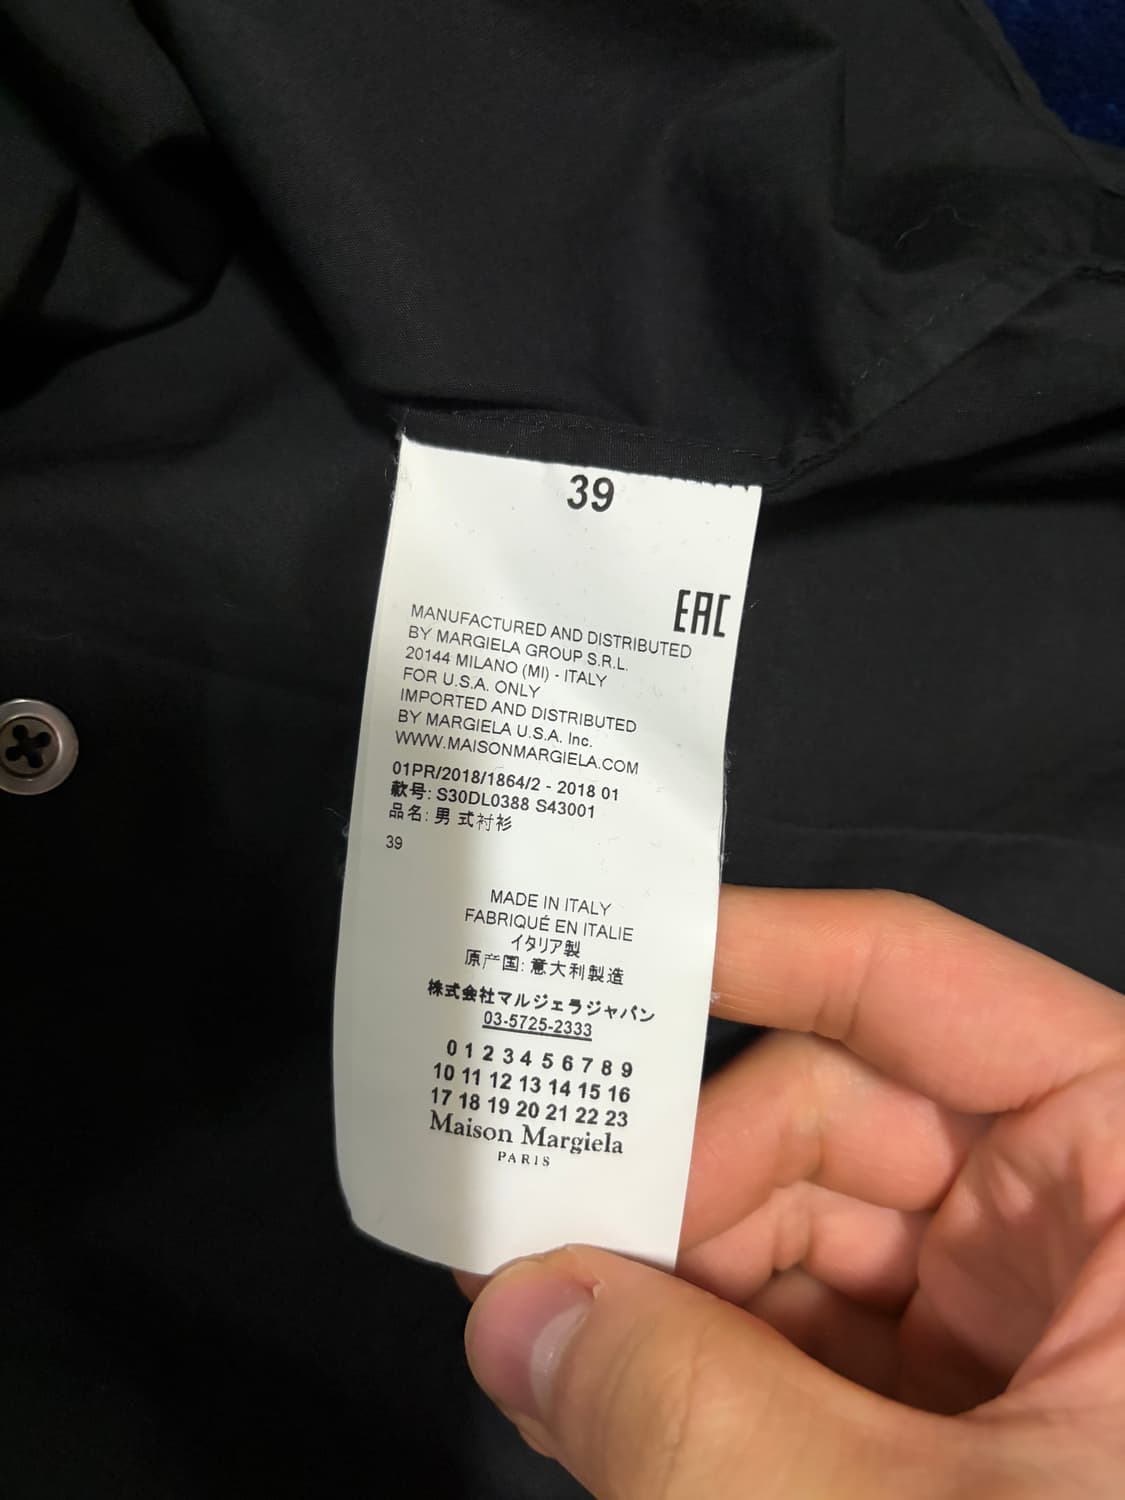 39
EAC
MANUFACTURED AND DISTRIBUTED
BY MARGIELA GROUP S.R.L.
20144 MILANO (MI) - ITALY
FOR U.S.A. ONLY
IMPORTED AND DISTRIBUTED
BY MARGIELA U.S.A. Inc.
WWW.MAISONMARGIELA.COM
01PR/2018/1864/2 - 2018 01
款号: S30DL0388 S43001
品名: 男 式衬衫
39
MADE IN ITALY
FABRIQUÉ EN ITALIE
イタリア製
原产国: 意大利製造
株式会社マルジェラジャパン
03-5725-2333
0 1 2 3 4 5 6 7 8 9
10 11 12 13 14 15 16
17 18 19 20 21 22 23
Maison Margiela
PARIS